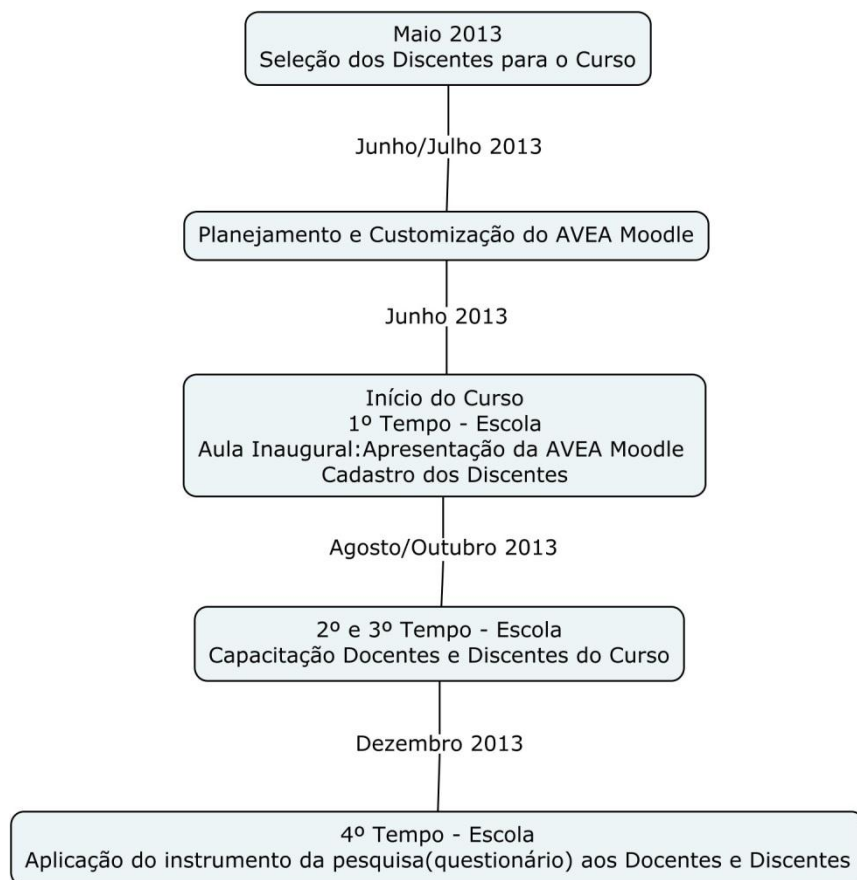 Maio 2013
Seleção dos Discentes para o Curso
Junho/Julho 2013
Planejamento e Customização do AVEA Moodle
Junho 2013
Início do Curso
1º Tempo - Escola
Aula Inaugural:Apresentação da AVEA Moodle
Cadastro dos Discentes
Agosto/Outubro 2013
2º e 3º Tempo - Escola
Capacitação Docentes e Discentes do Curso
Dezembro 2013
4º Tempo - Escola
Aplicação do instrumento da pesquisa(questionário) aos Docentes e Discentes